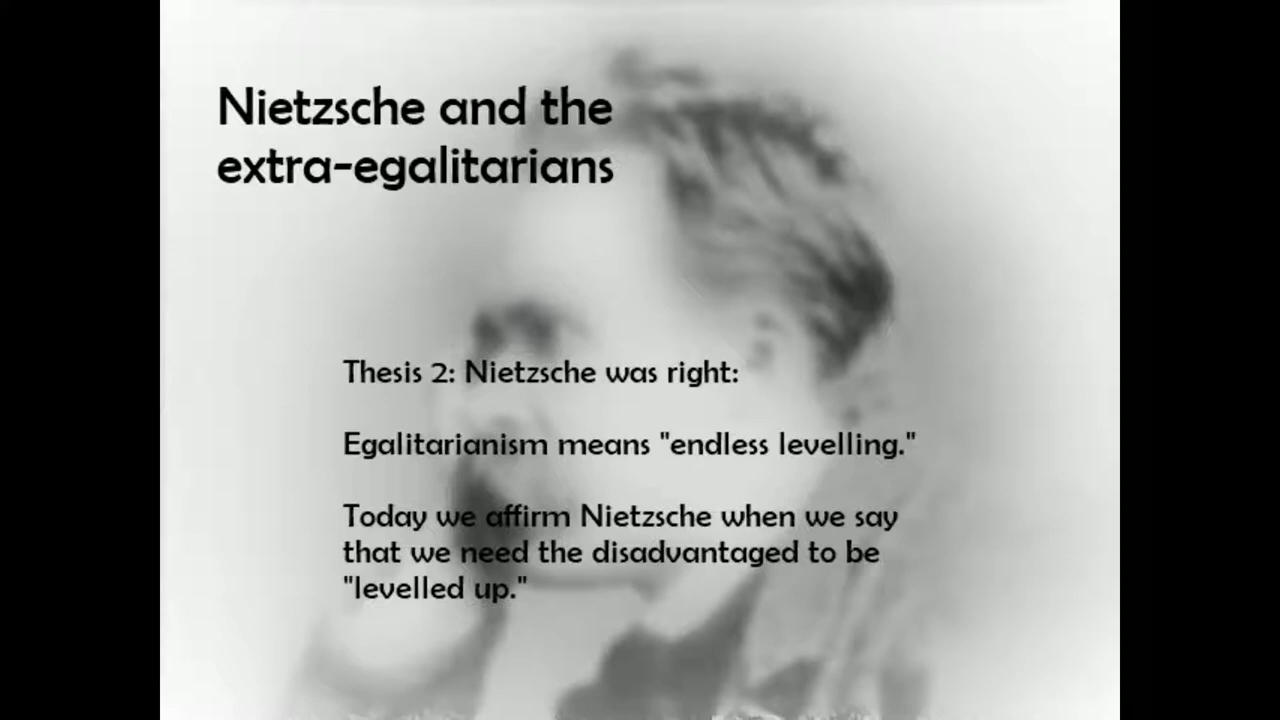 Nietzsche and the
extra-egalitarians
Thesis 2: Nietzsche was right:
Egalitarianism means "endless levelling."
Today we affirm Nietzsche when we say
that we need the disadvantaged to be
"levelled up."